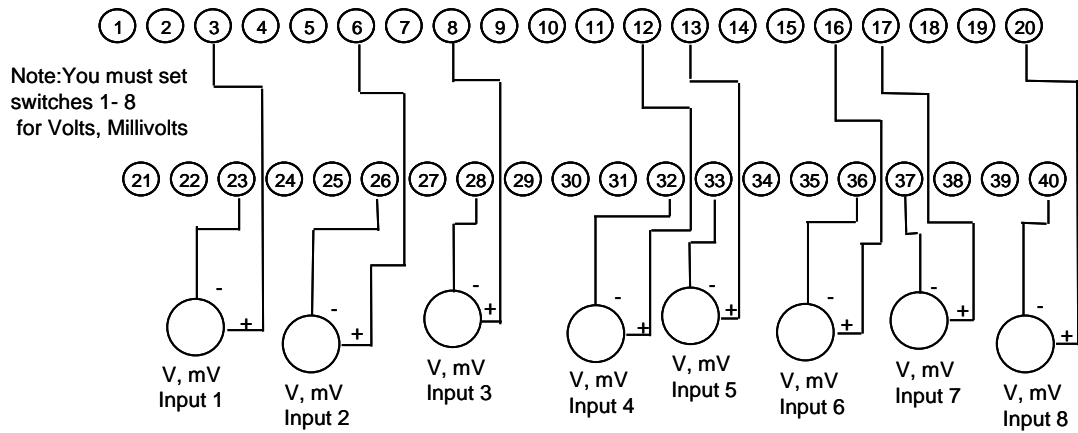 1 2 3 4 5 6 7 8 9 10 11 12 13 14 15 16 17 18 19 20
Note:You must set
switches 1- 8
for Volts, Millivolts
21 22 23 24 25 26 27 28 29 30 31 32 33 34 35 36 37 38 39 40
- + - + - + - + - + - + - + - +
V, mV
Input 1
V, mV
Input 2
V, mV
Input 3
V, mV
Input 4
V, mV
Input 5
V, mV
Input 6
V, mV
Input 7
V, mV
Input 8